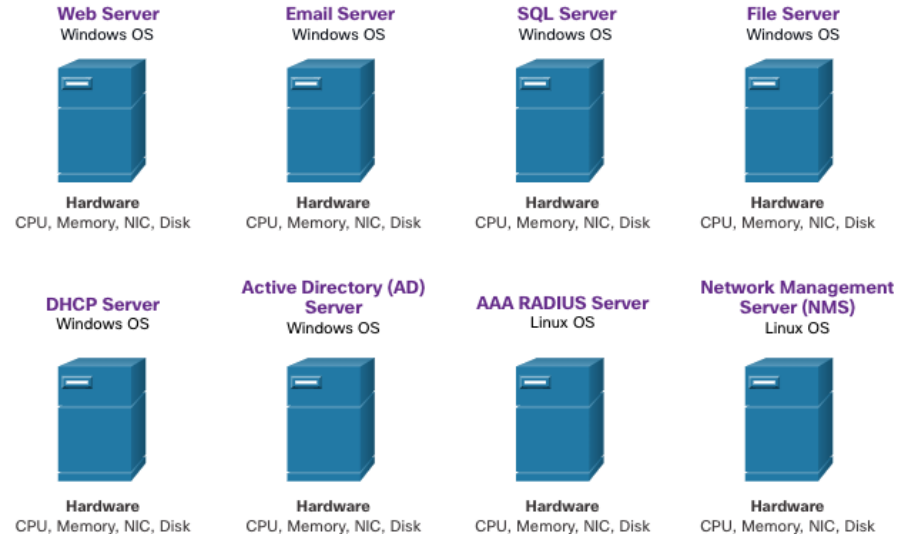 Web Server
Windows OS
Email Server
Windows OS
SQL Server
Windows OS
File Server
Windows OS
Hardware
CPU, Memory, NIC, Disk
Hardware
CPU, Memory, NIC, Disk
Hardware
CPU, Memory, NIC, Disk
Hardware
CPU, Memory, NIC, Disk
DHCP Server
Windows OS
Active Directory (AD)
Server
Windows OS
AAA RADIUS Server
Linux OS
Network Management
Server (NMS)
Linux OS
Hardware
CPU, Memory, NIC, Disk
Hardware
CPU, Memory, NIC, Disk
Hardware
CPU, Memory, NIC, Disk
Hardware
CPU, Memory, NIC, Disk